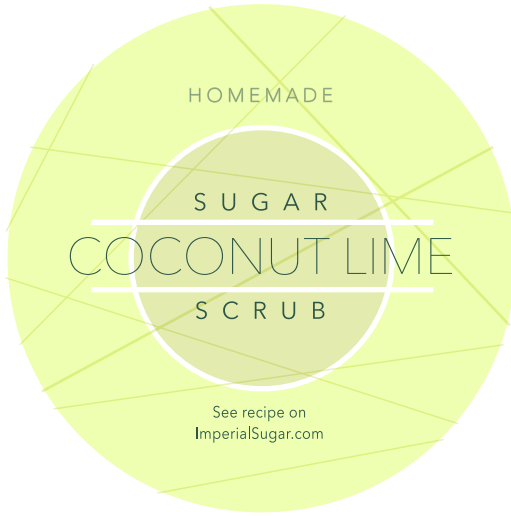 HOMEMADE
SUGAR
COCONUT LIME
SCRUB
See recipe on
ImperialSugar.com